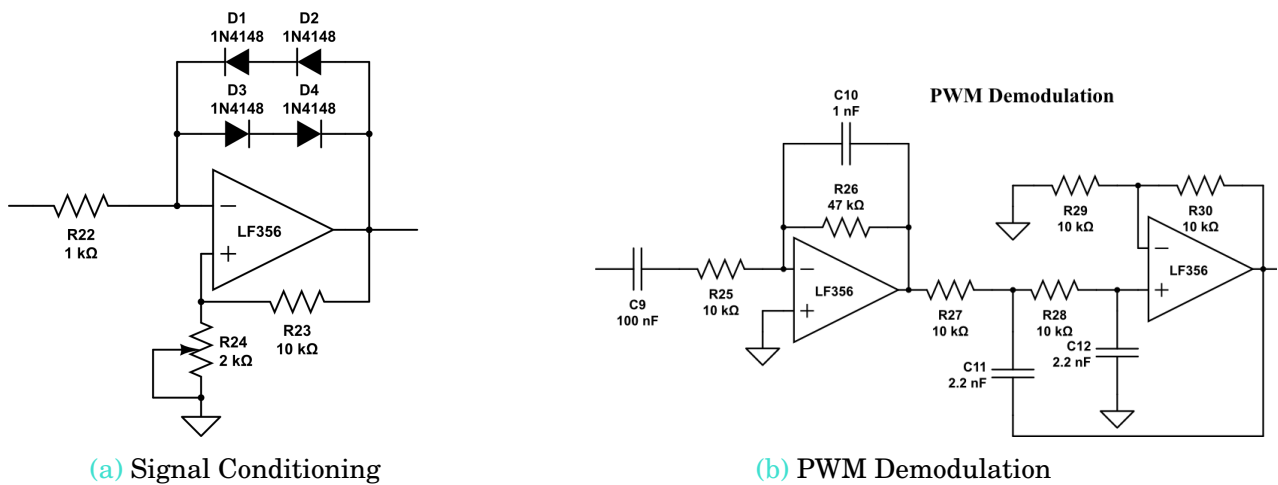 D1
1N4148
D2
1N4148
D3
1N4148
D4
1N4148
R22
1 kΩ
−
+
LF356
R23
10 kΩ
R24
2 kΩ
(a) Signal Conditioning
PWM Demodulation
C10
1 nF
R26
47 kΩ
C9
100 nF
R25
10 kΩ
−
+
LF356
R27
10 kΩ
R28
10 kΩ
R29
10 kΩ
R30
10 kΩ
−
+
LF356
C11
2.2 nF
C12
2.2 nF
(b) PWM Demodulation